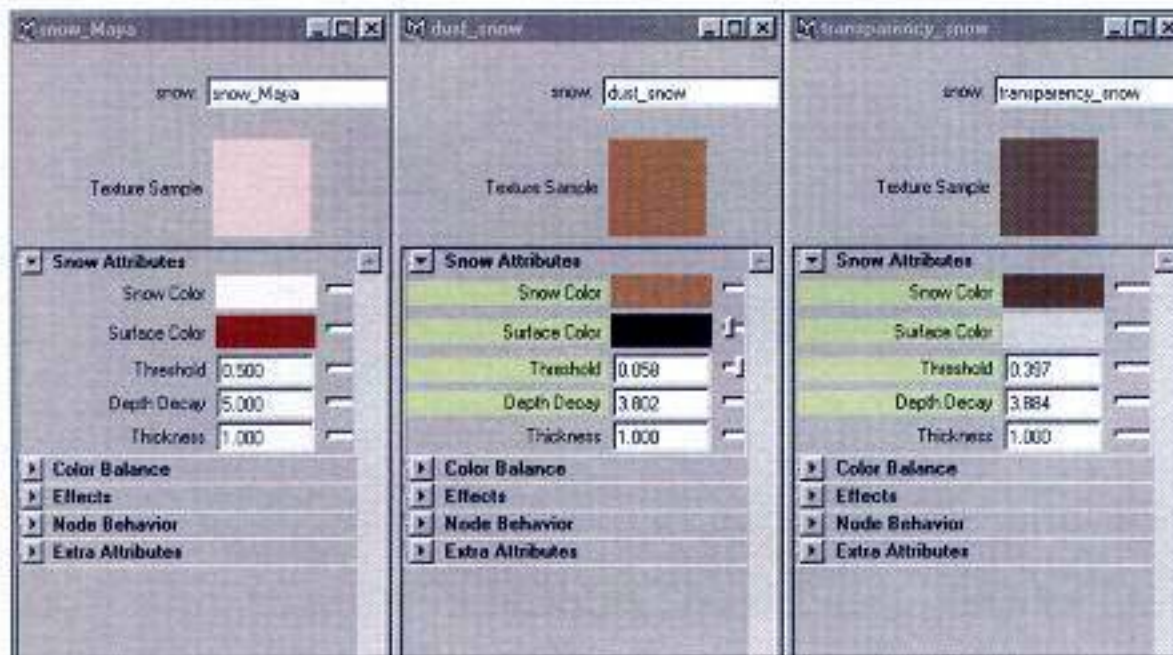 snow_Maya
snow: snow_Maya
Texture Sample
Snow Attributes
Snow Color
Surface Color
Threshold 0.500
Depth Decay 5.000
Thickness 1.000
Color Balance
Effects
Node Behavior
Extra Attributes
dust_snow
snow: dust_snow
Texture Sample
Snow Attributes
Snow Color
Surface Color
Threshold 0.058
Depth Decay 3.802
Thickness 1.000
Color Balance
Effects
Node Behavior
Extra Attributes
transparency_snow
snow: transparency_snow
Texture Sample
Snow Attributes
Snow Color
Surface Color
Threshold 0.397
Depth Decay 3.884
Thickness 1.000
Color Balance
Effects
Node Behavior
Extra Attributes